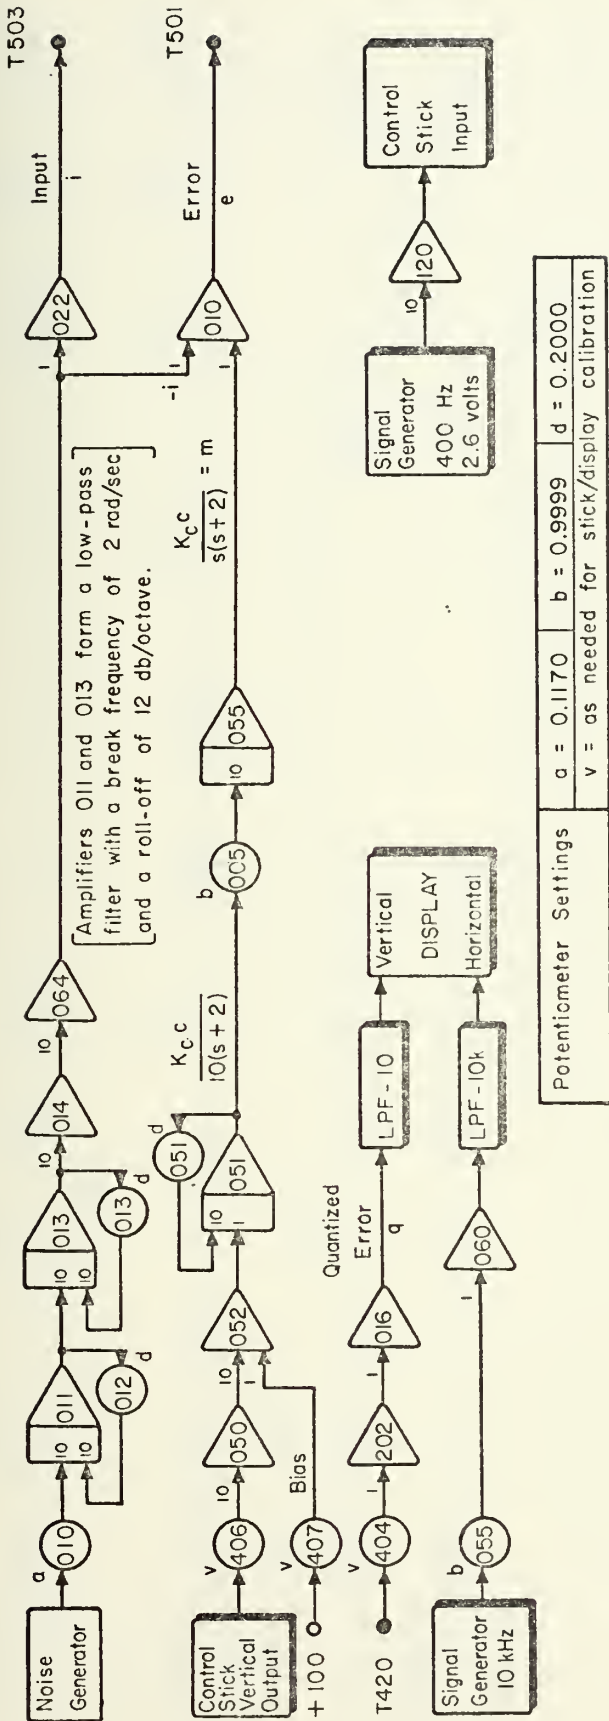 Noise
Generator
a
010
10
10
011
012
d
10
10
013
013
d
10
014
10
064
[Amplifiers 011 and 013 form a low-pass
filter with a break frequency of 2 rad/sec
and a roll-off of 12 db/octave.]
1
022
Input
i
T503
-i
1
1
010
Error
e
T501
Control
Stick
Vertical
Output
v
406
10
050
10
1
052
+100
v
407
Bias
10
1
051
d
051
K_c c
10(s + 2)
b
005
10
055
K_c c
s(s + 2)
= m
T420
v
404
1
202
1
016
Quantized
Error
q
LPF-10
Vertical
DISPLAY
Horizontal
LPF-10k
Signal
Generator
10 kHz
b
055
1
060
Signal
Generator
400 Hz
2.6 volts
10
120
Control
Stick
Input
Potentiometer Settings
a = 0.1170
b = 0.9999
d = 0.2000
v = as needed for stick/display calibration